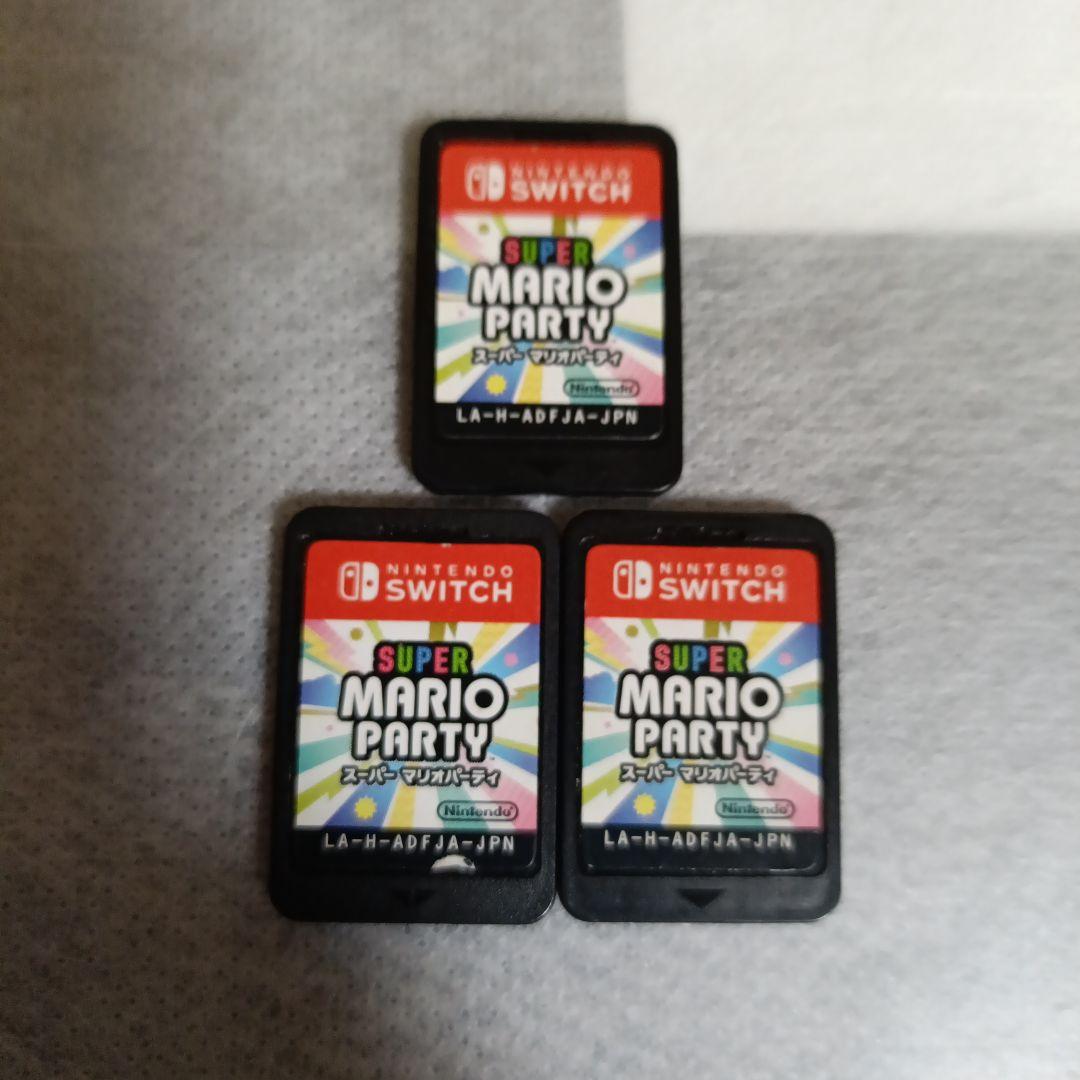 NINTENDO
SWITCH
SUPER
MARIO
PARTY
スーパー マリオパーティ
Nintendo
LA-H-ADFJA-JPN
NINTENDO
SWITCH
SUPER
MARIO
PARTY
スーパー マリオパーティ
Nintendo
LA-H-ADFJA-JPN
NINTENDO
SWITCH
SUPER
MARIO
PARTY
スーパー マリオパーティ
Nintendo
LA-H-ADFJA-JPN